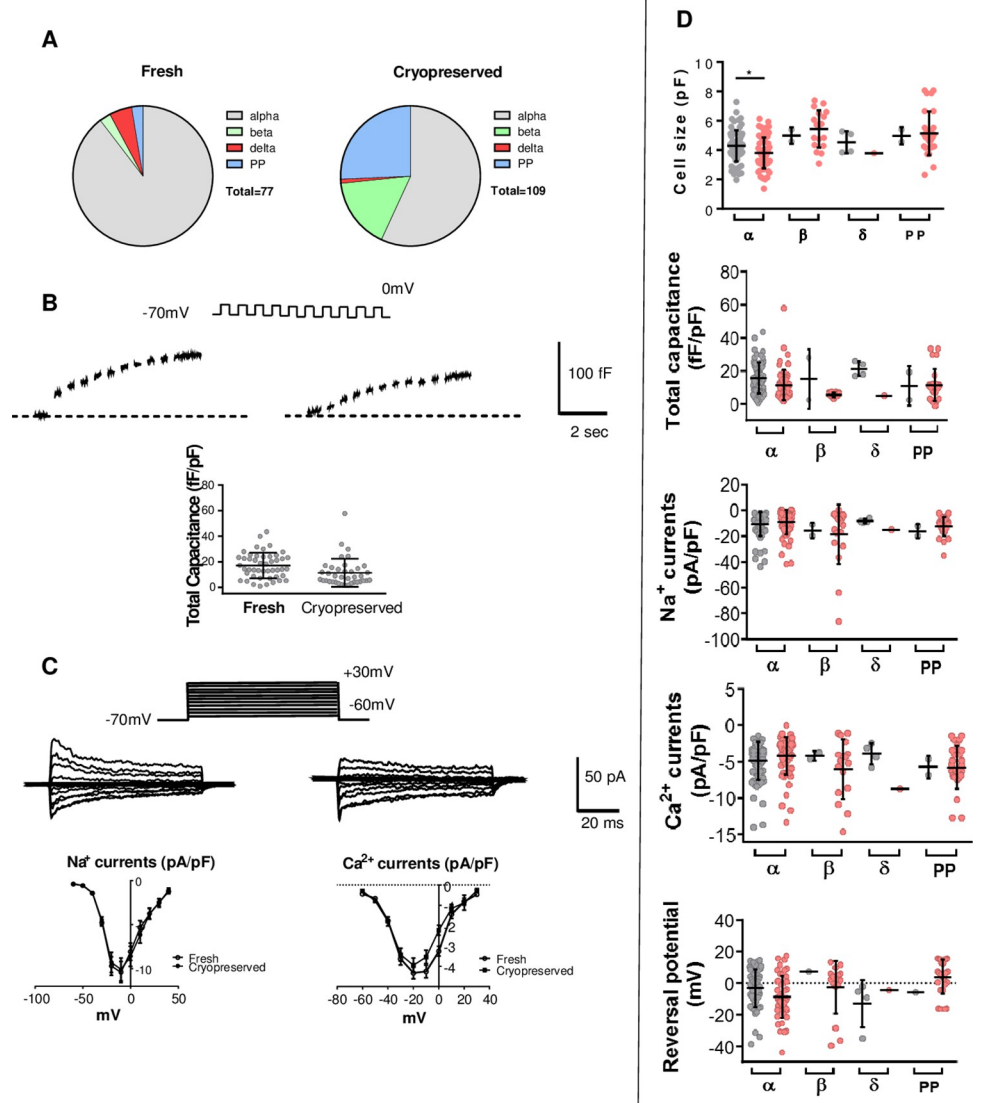 A
Fresh
alpha
beta
delta
PP
Total=77
Cryopreserved
alpha
beta
delta
PP
Total=109
B
0mV
-70mV
100 fF
2 sec
Total Capacitance (fF/pF)
80
60
40
20
0
Fresh
Cryopreserved
C
+30mV
-60mV
-70mV
50 pA
20 ms
Na+ currents (pA/pF)
0
-10
Fresh
Cryopreserved
-100 -50 0 50
mV
Ca2+ currents (pA/pF)
0
-1
-2
-3
-4
Fresh
Cryopreserved
-80 -60 -40 -20 0 20 40
mV
D
Cell size (pF)
10
8
6
4
2
0
*
α β δ PP
Total capacitance
(fF/pF)
80
60
40
20
0
α β δ PP
Na+ currents
(pA/pF)
20
0
-20
-40
-60
-80
-100
α β δ PP
Ca2+ currents
(pA/pF)
5
0
-5
-10
-15
α β δ PP
Reversal potential
(mV)
40
20
0
-20
-40
α β δ PP